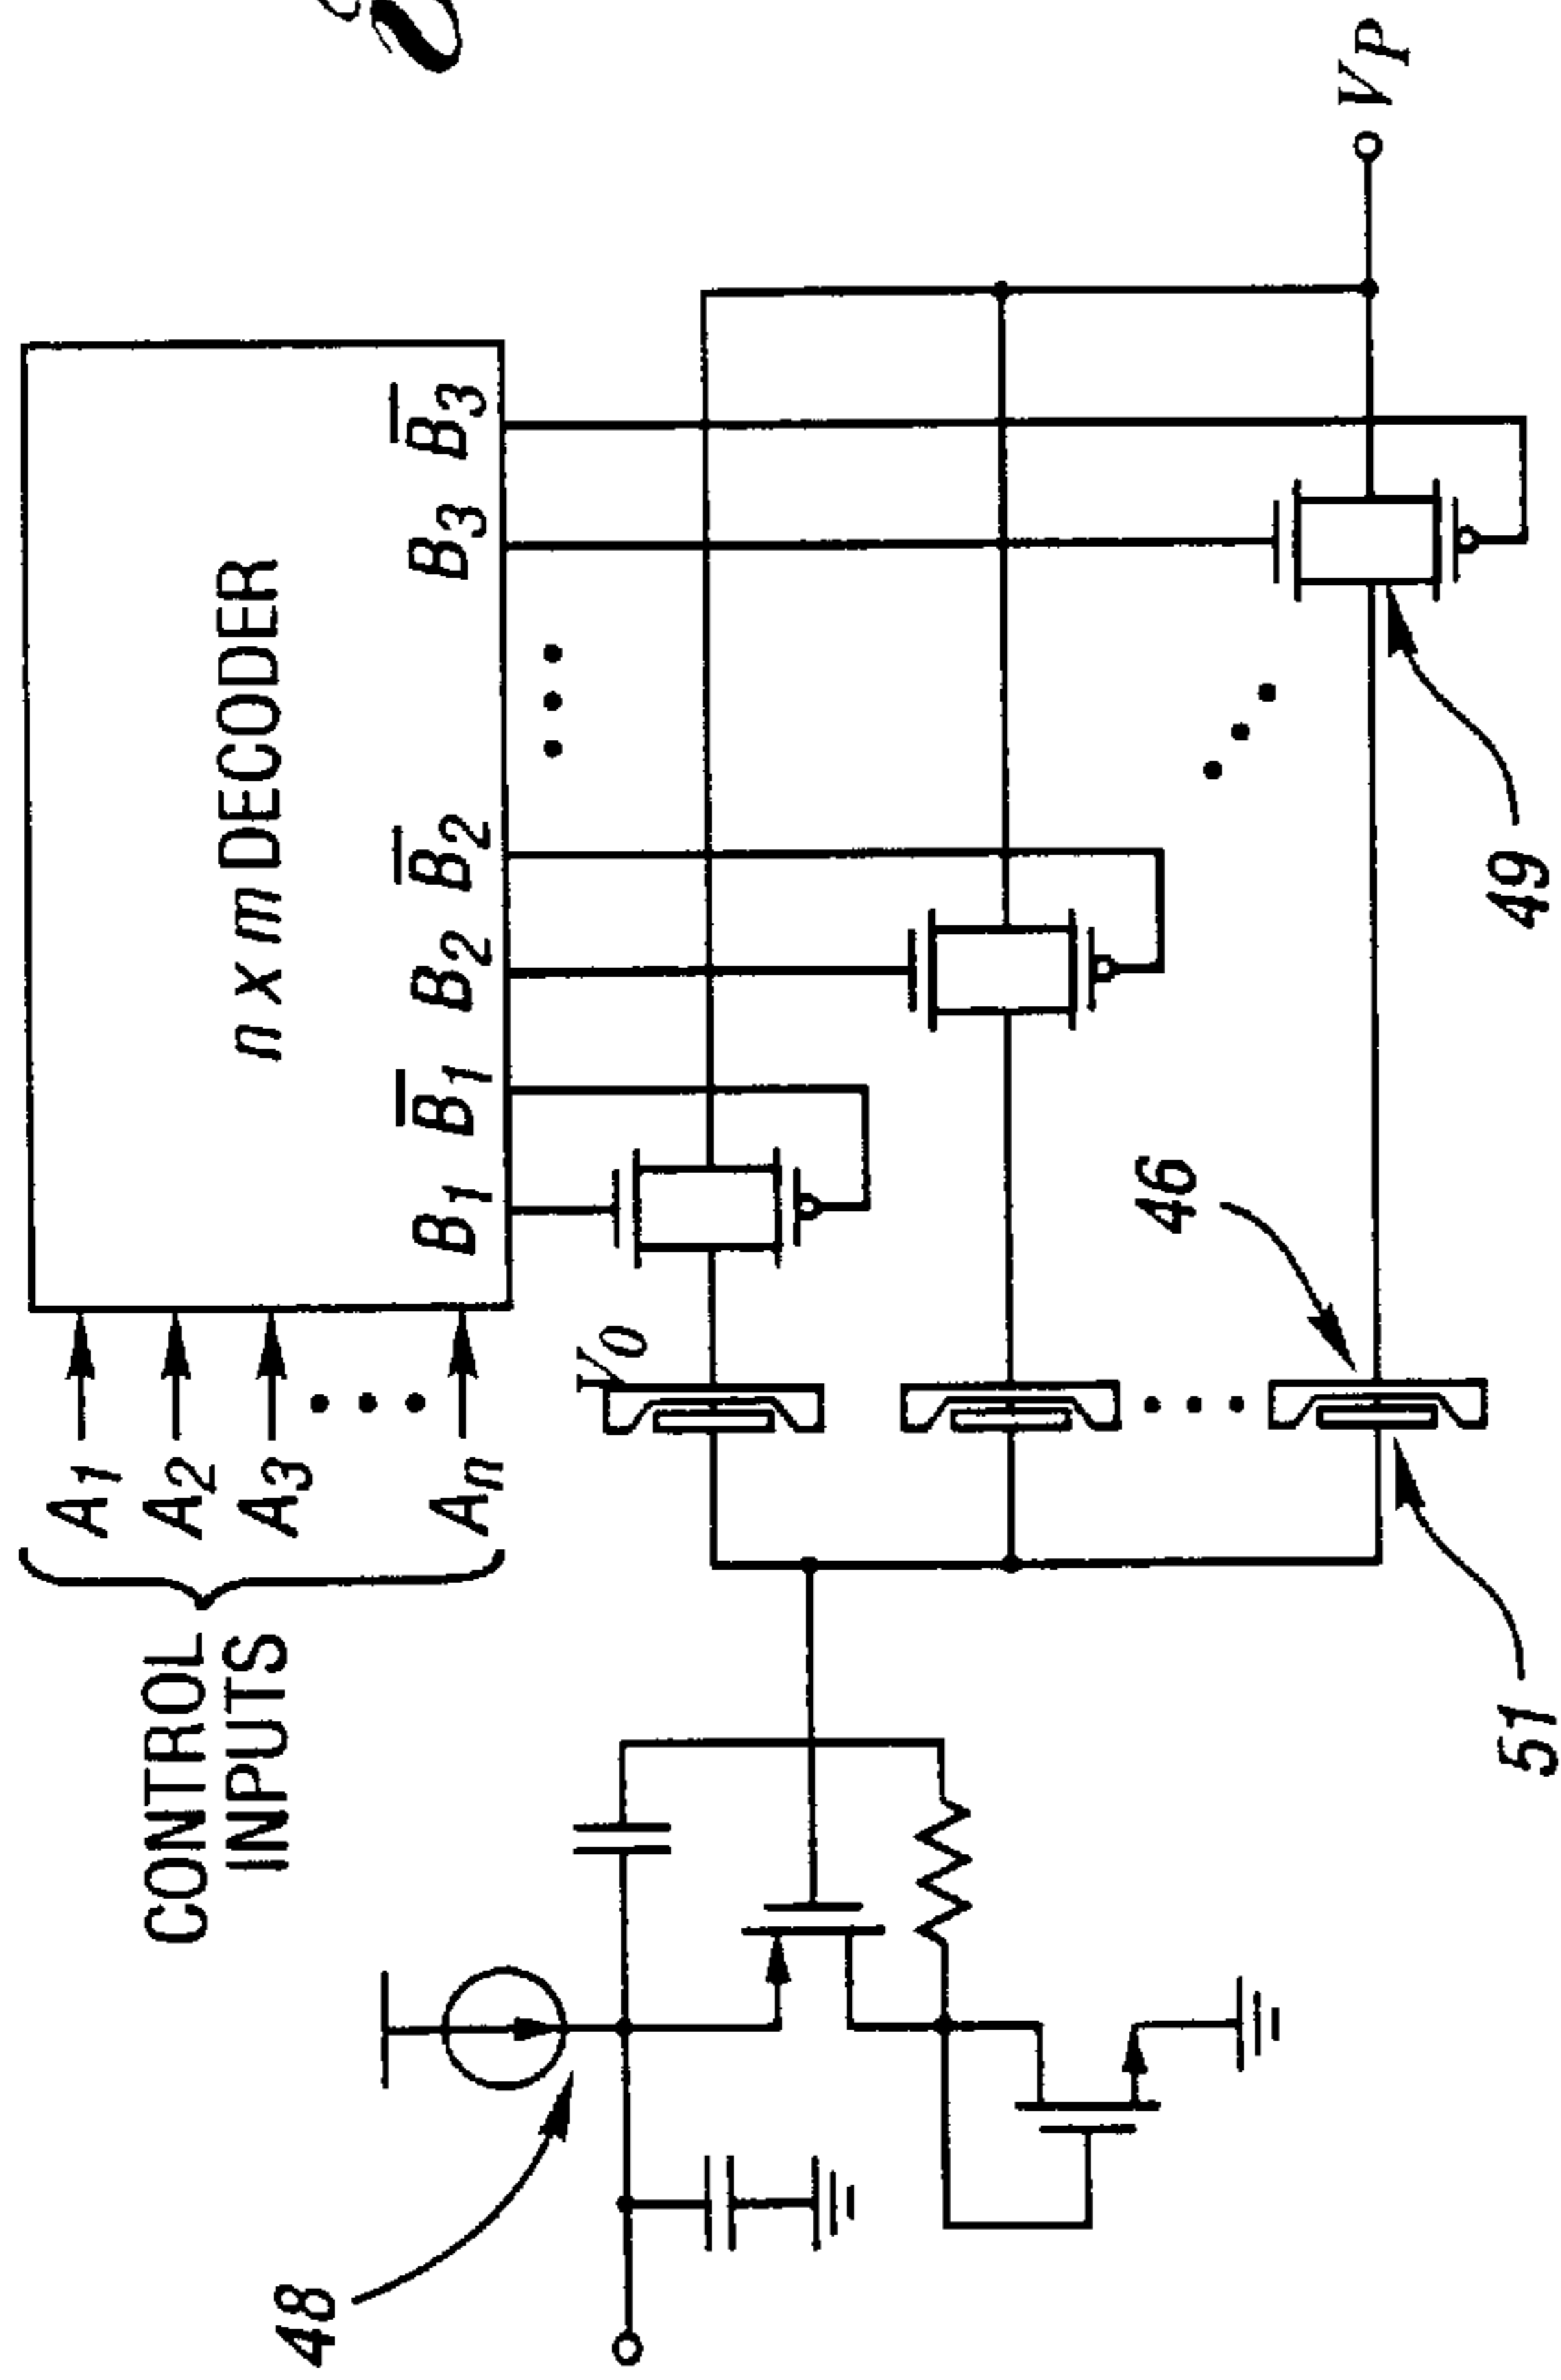 CONTROL
INPUTS
A1
A2
A3
An
n x m DECODER
B1
B̅1
B2
B̅2
B3
B̅3
V0
VP
46
48
49
51